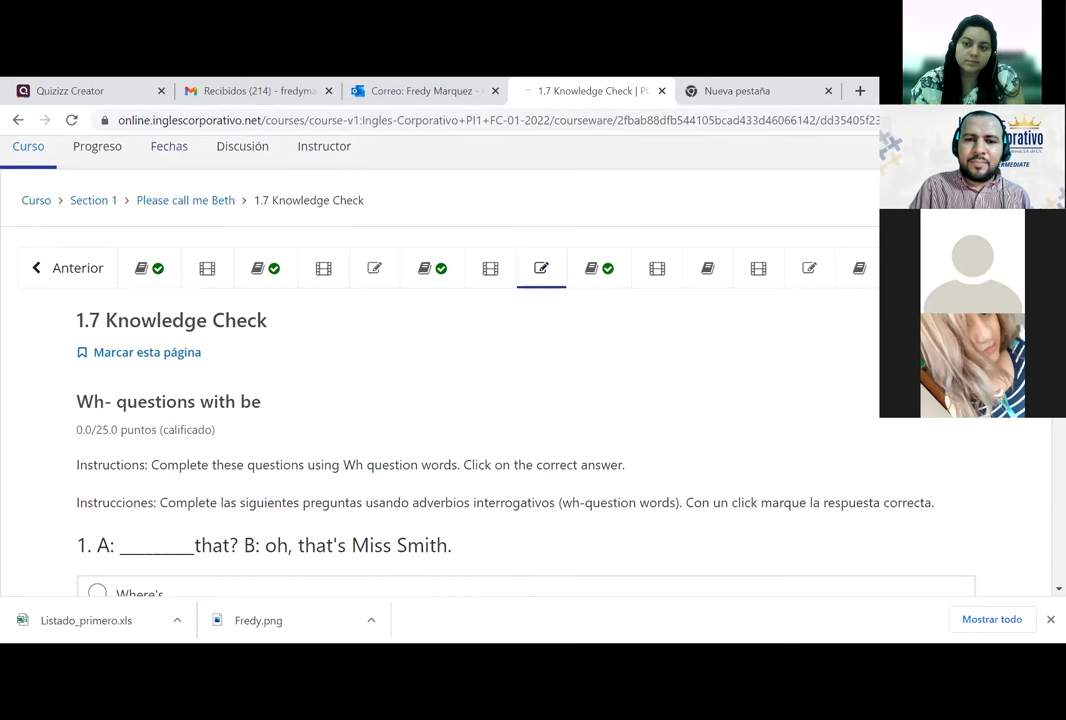 Quizizz Creator
Recibidos (214) - fredyma
Correo: Fredy Marquez -
1.7 Knowledge Check | Pl
Nueva pestaña
online.inglescorporativo.net/courses/course-v1:Ingles-Corporativo+PI1+FC-01-2022/courseware/2fbab88dfb544105bcad433d46066142/dd35405f23
Curso
Progreso
Fechas
Discusión
Instructor
Curso > Section 1 > Please call me Beth > 1.7 Knowledge Check
Anterior
1.7 Knowledge Check
Marcar esta página
Wh- questions with be
0.0/25.0 puntos (calificado)
Instructions: Complete these questions using Wh question words. Click on the correct answer.
Instrucciones: Complete las siguientes preguntas usando adverbios interrogativos (wh-question words). Con un click marque la respuesta correcta.
1. A: _________that? B: oh, that's Miss Smith.
Where's
Listado_primero.xls
Fredy.png
Mostrar todo